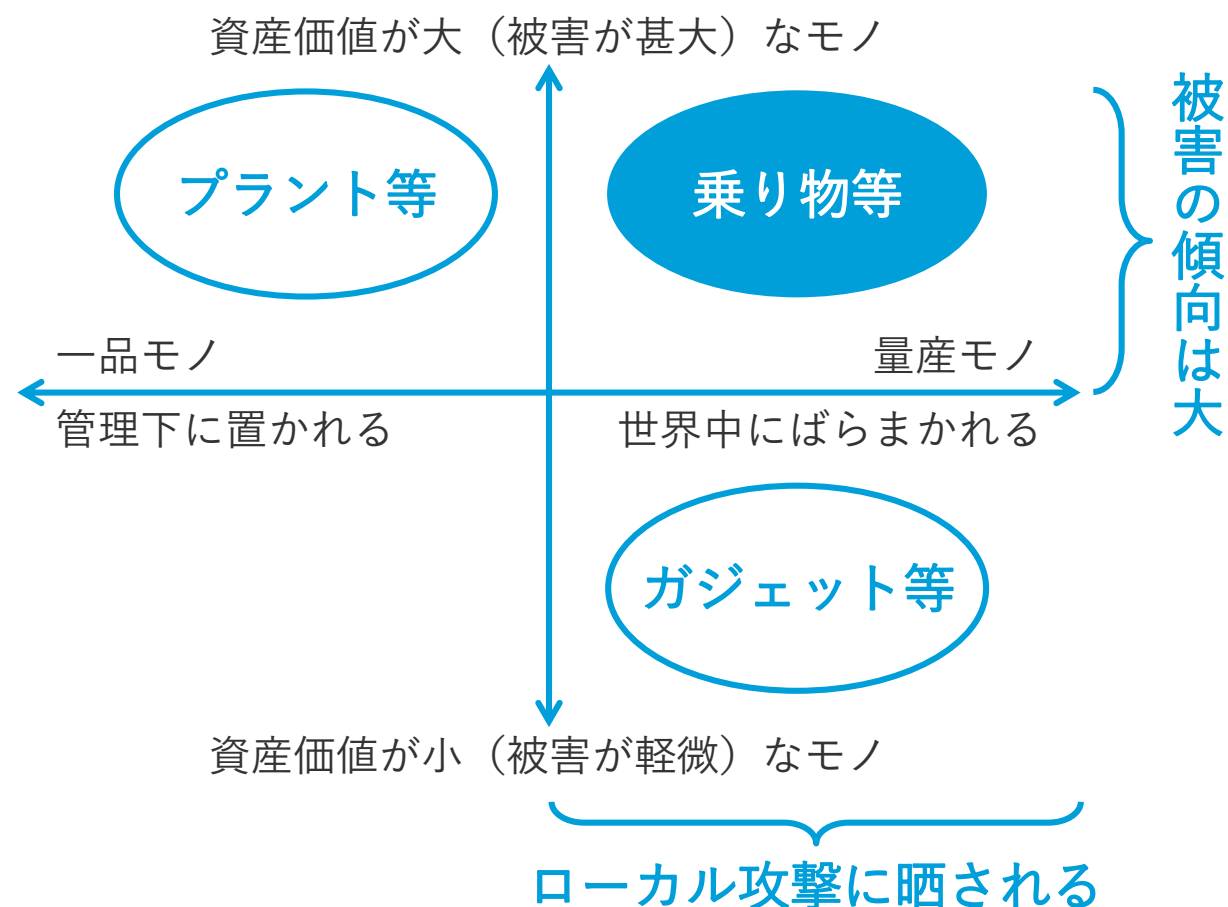 資産価値が大（被害が甚大）なモノ
プラント等
乗り物等
被害の傾向は大
一品モノ
量産モノ
管理下に置かれる
世界中にばらまかれる
ガジェット等
資産価値が小（被害が軽微）なモノ
ローカル攻撃に晒される